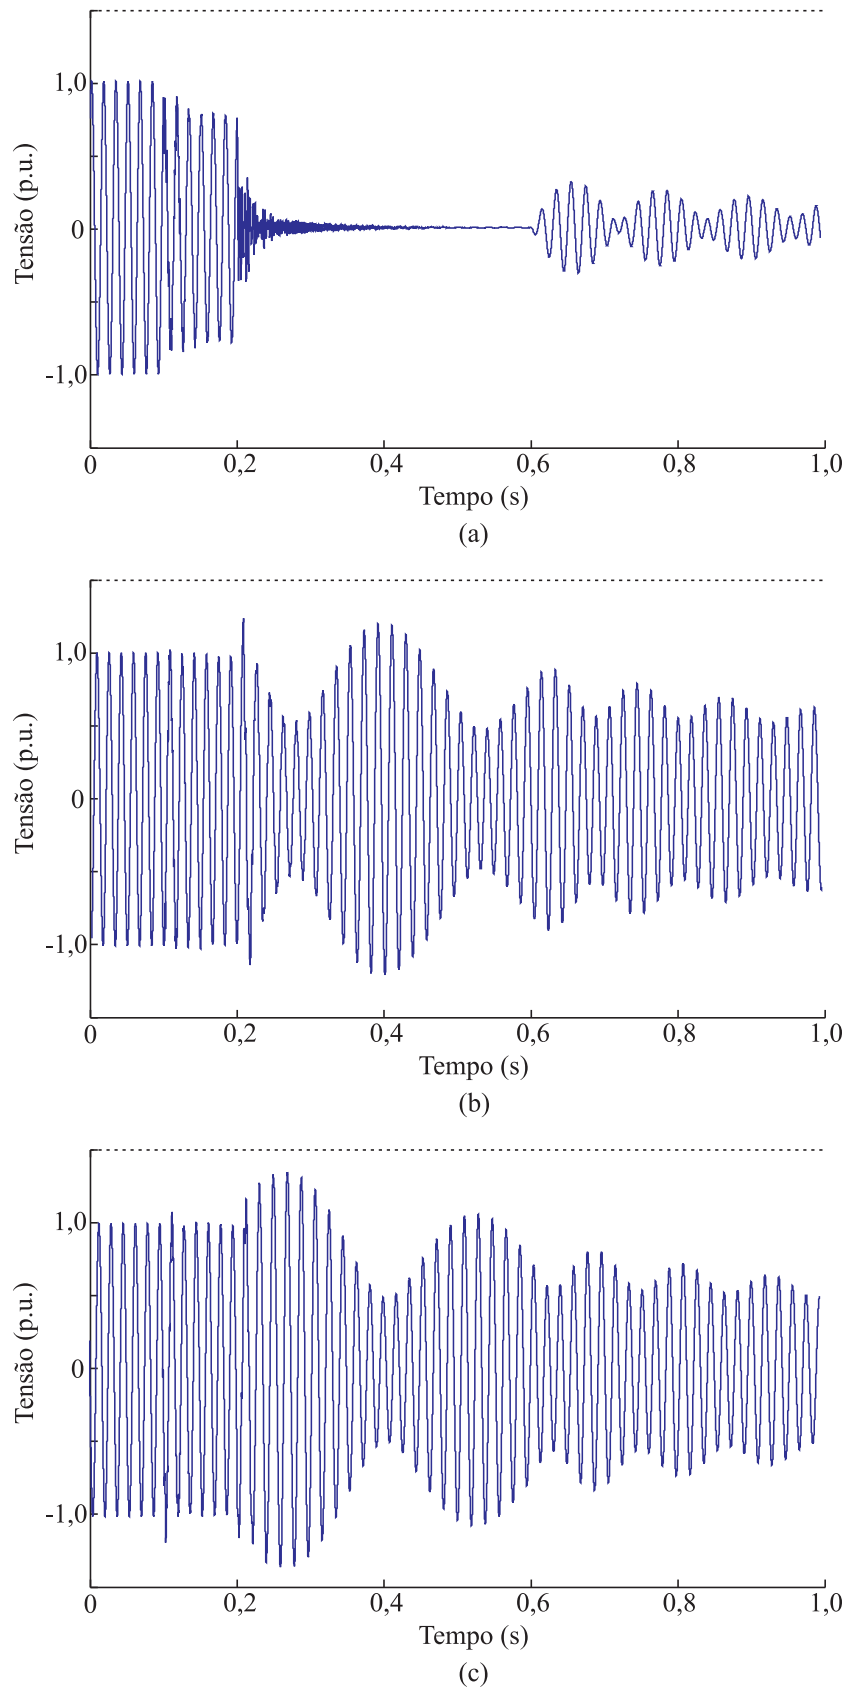 1,0
Tensão (p.u.)
0
-1,0
0 0,2 0,4 0,6 0,8 1,0
Tempo (s)
(a)
1,0
Tensão (p.u.)
0
-1,0
0 0,2 0,4 0,6 0,8 1,0
Tempo (s)
(b)
1,0
Tensão (p.u.)
0
-1,0
0 0,2 0,4 0,6 0,8 1,0
Tempo (s)
(c)